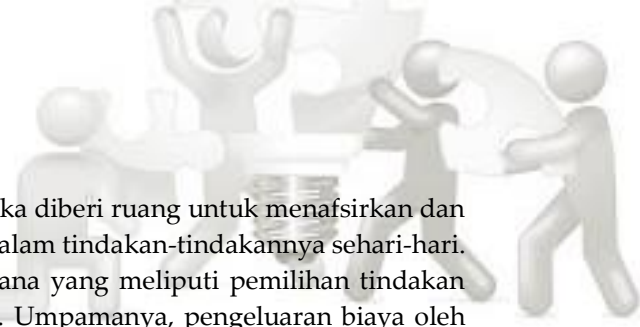 ka diberi ruang untuk menafsirkan dan
alam tindakan-tindakannya sehari-hari.
ana yang meliputi pemilihan tindakan
. Umpamanya, pengeluaran biaya oleh